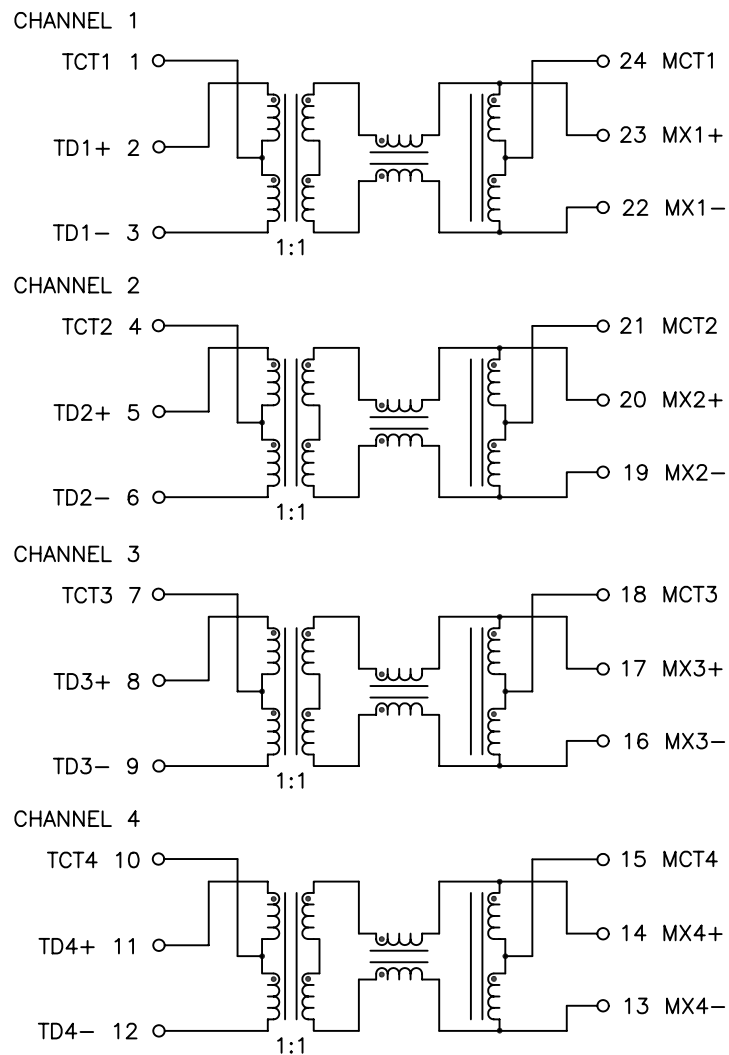 CHANNEL 1
TCT1 1
24 MCT1
TD1+ 2
23 MX1+
22 MX1-
TD1- 3
1:1
CHANNEL 2
TCT2 4
21 MCT2
TD2+ 5
20 MX2+
19 MX2-
TD2- 6
1:1
CHANNEL 3
TCT3 7
18 MCT3
TD3+ 8
17 MX3+
16 MX3-
TD3- 9
1:1
CHANNEL 4
TCT4 10
15 MCT4
TD4+ 11
14 MX4+
13 MX4-
TD4- 12
1:1